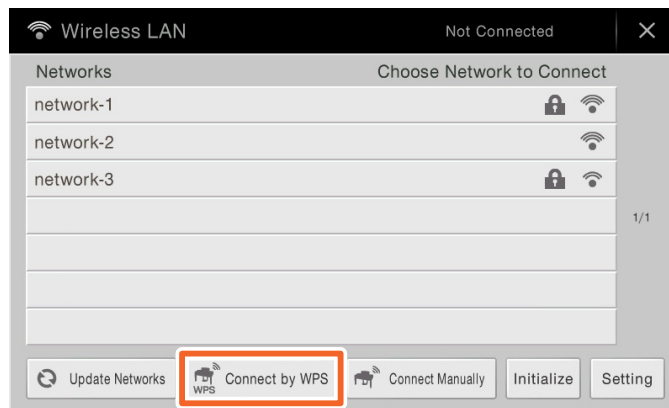 Wireless LAN Not Connected
Networks Choose Network to Connect
network-1
network-2
network-3
1/1
Update Networks WPS Connect by WPS Connect Manually Initialize Setting